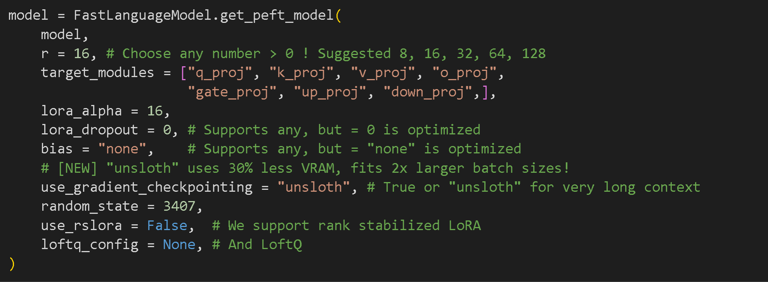 model = FastLanguageModel.get_peft_model(
    model,
    r = 16, # Choose any number > 0 ! Suggested 8, 16, 32, 64, 128
    target_modules = ["q_proj", "k_proj", "v_proj", "o_proj",
                      "gate_proj", "up_proj", "down_proj",],
    lora_alpha = 16,
    lora_dropout = 0, # Supports any, but = 0 is optimized
    bias = "none",    # Supports any, but = "none" is optimized
    # [NEW] "unsloth" uses 30% less VRAM, fits 2x larger batch sizes!
    use_gradient_checkpointing = "unsloth", # True or "unsloth" for very long context
    random_state = 3407,
    use_rslora = False,  # We support rank stabilized LoRA
    loftq_config = None, # And LoftQ
)